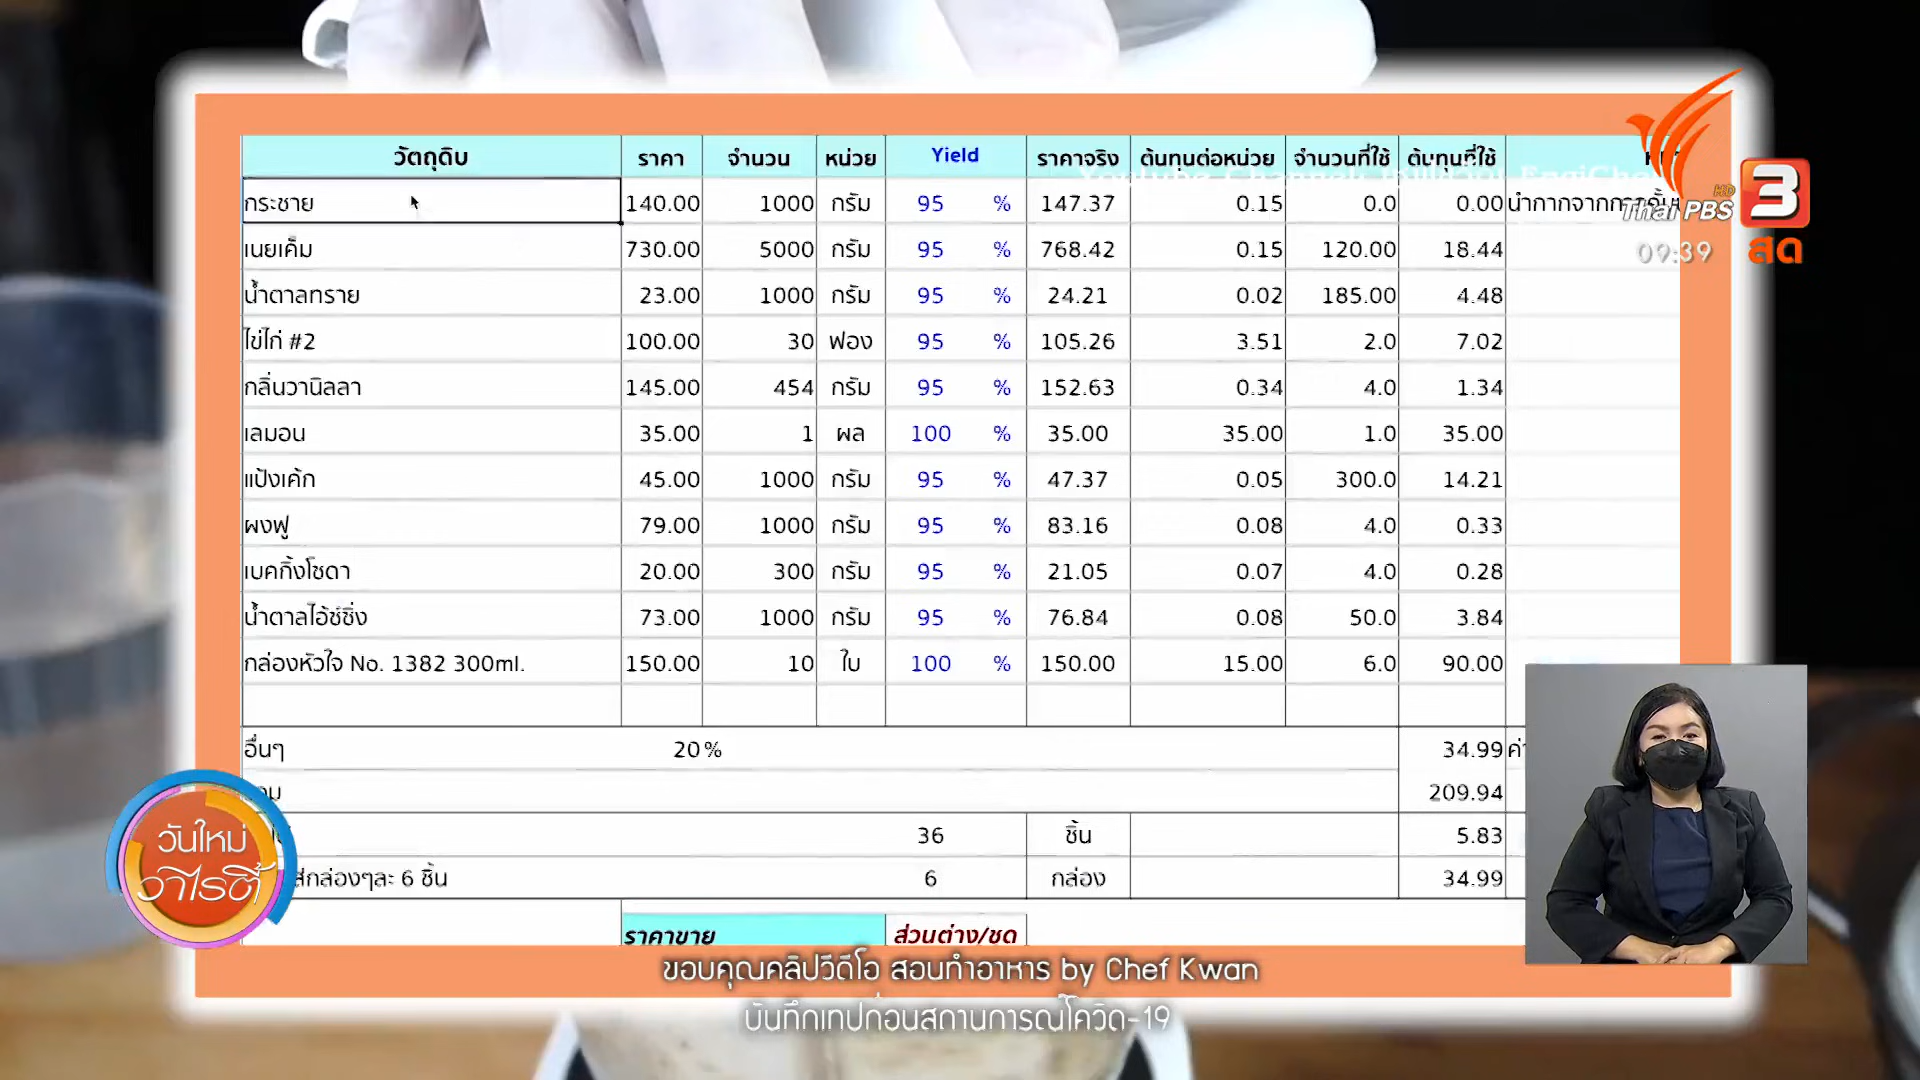 วัตถุดิบ ราคา จำนวน หน่วย Yield ราคาจริง ต้นทุนต่อหน่วย จำนวนที่ใช้ ต้นทุนที่ใช้
กระชาย 140.00 1000 กรัม 95 % 147.37 0.15 0.0 0.00
เนยเค็ม 730.00 5000 กรัม 95 % 768.42 0.15 120.00 18.44
น้ำตาลทราย 23.00 1000 กรัม 95 % 24.21 0.02 185.00 4.48
ไข่ไก่ #2 100.00 30 ฟอง 95 % 105.26 3.51 2.0 7.02
กลิ่นวานิลลา 145.00 454 กรัม 95 % 152.63 0.34 4.0 1.34
เลมอน 35.00 1 ผล 100 % 35.00 35.00 1.0 35.00
แป้งเค้ก 45.00 1000 กรัม 95 % 47.37 0.05 300.0 14.21
ผงฟู 79.00 1000 กรัม 95 % 83.16 0.08 4.0 0.33
เบคกิ้งโซดา 20.00 300 กรัม 95 % 21.05 0.07 4.0 0.28
น้ำตาลไอ้ซ์ซิ่ง 73.00 1000 กรัม 95 % 76.84 0.08 50.0 3.84
กล่องหัวใจ No. 1382 300ml. 150.00 10 ใบ 100 % 150.00 15.00 6.0 90.00
อื่นๆ 20% 34.99
209.94
36 ชิ้น 5.83
6 ชิ้น 6 กล่อง 34.99
ราคาขาย ส่วนต่าง/ชุด
Youtube Channel:
HD
Thai PBS 3
09:39 สด
วันใหม่
วาไรตี้
ขอบคุณคลิปวีดีโอ สอนทำอาหาร by Chef Kwan
บันทึกเทปก่อนสถานการณ์โควิด-19